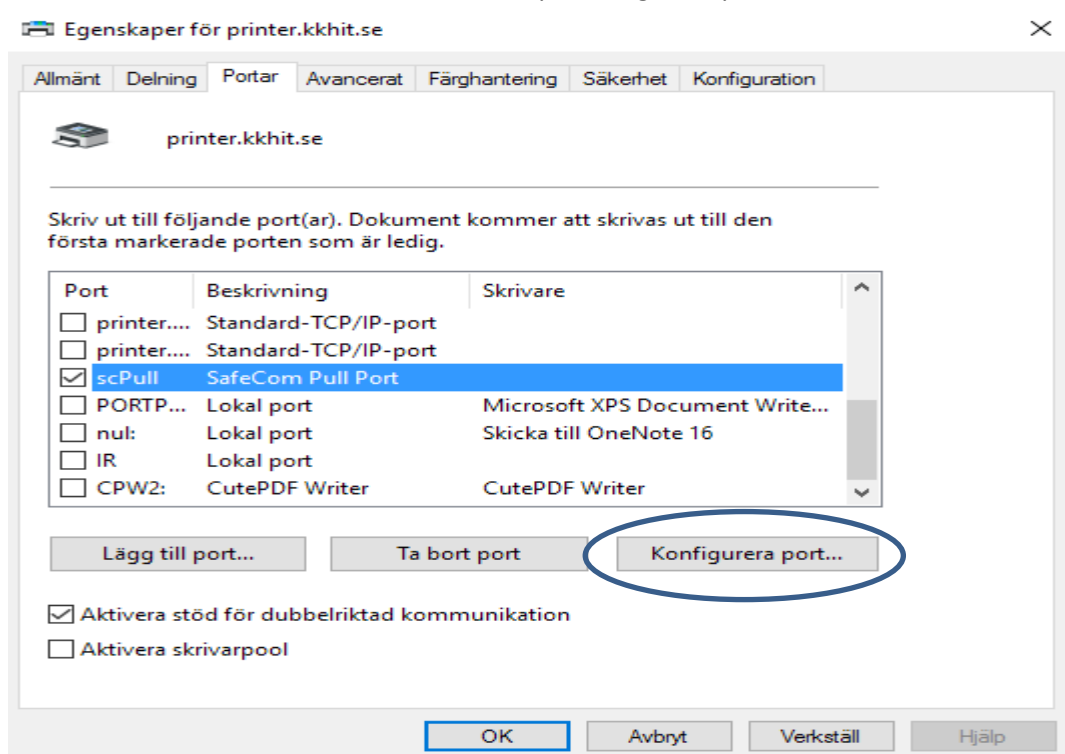 Egenskaper för printer.kkhit.se
Allmänt Delning Portar Avancerat Färghantering Säkerhet Konfiguration
printer.kkhit.se
Skriv ut till följande port(ar). Dokument kommer att skrivas ut till den
första markerade porten som är ledig.
Port Beskrivning Skrivare
printer.... Standard-TCP/IP-port
printer.... Standard-TCP/IP-port
scPull SafeCom Pull Port
PORTP... Lokal port Microsoft XPS Document Write...
nul: Lokal port Skicka till OneNote 16
IR Lokal port
CPW2: CutePDF Writer CutePDF Writer
Lägg till port... Ta bort port Konfigurera port...
Aktivera stöd för dubbelriktad kommunikation
Aktivera skrivarpool
OK Avbryt Verkställ Hjälp